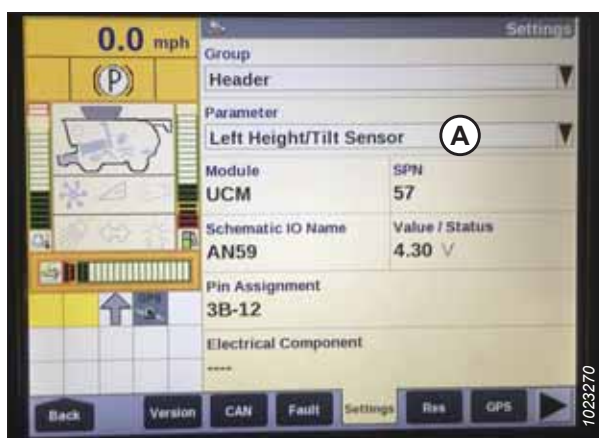 0.0 mph
Settings
(P)
Group
Header
Parameter
Left Height/Tilt Sensor
A
Module
SPN
UCM
57
Schematic IO Name
Value / Status
AN59
4.30 V
Pin Assignment
3B-12
Electrical Component
----
GPS
Back
Version
CAN
Fault
Settings
Res
GPS
1023270